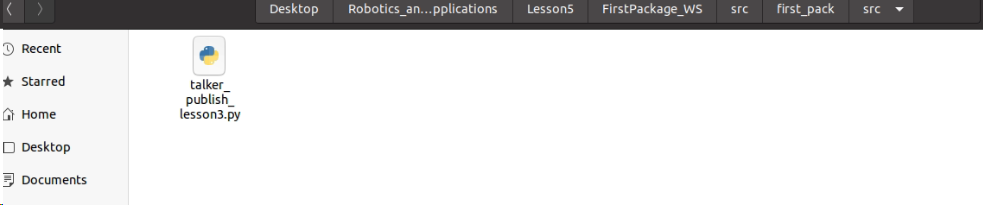 Desktop
Robotics_an...pplications
Lesson5
FirstPackage_WS
src
first_pack
src
Recent
Starred
Home
Desktop
Documents
talker_
publish_
lesson3.py